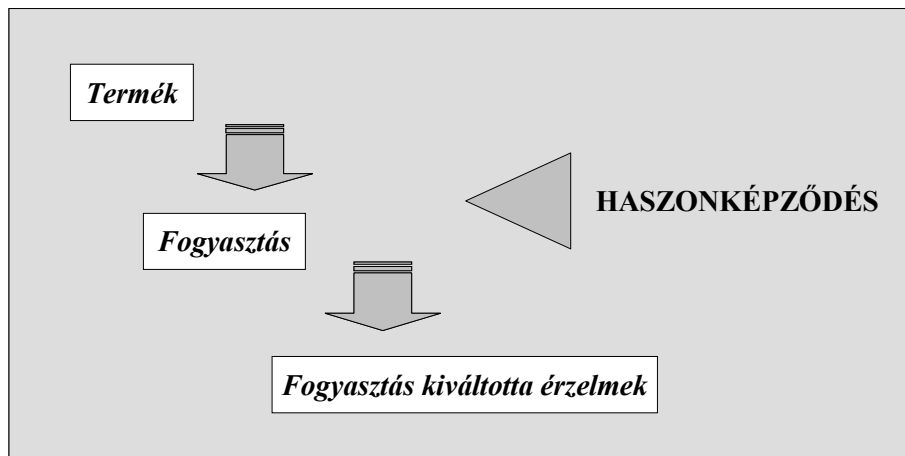 Termék
HASZONKÉPZŐDÉS
Fogyasztás
Fogyasztás kiváltotta érzelmek